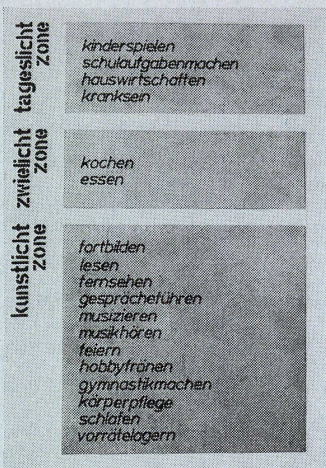 tageslicht
zone
kinderspielen
schulaufgabenmachen
hauswirtschaften
kranksein
zwielicht
zone
kochen
essen
kunstlicht
zone
fortbilden
lesen
fernsehen
gesprächeführen
musizieren
musikhören
feiern
hobbyfränen
gymnastikmachen
körperpflege
schlafen
vorrätelagern